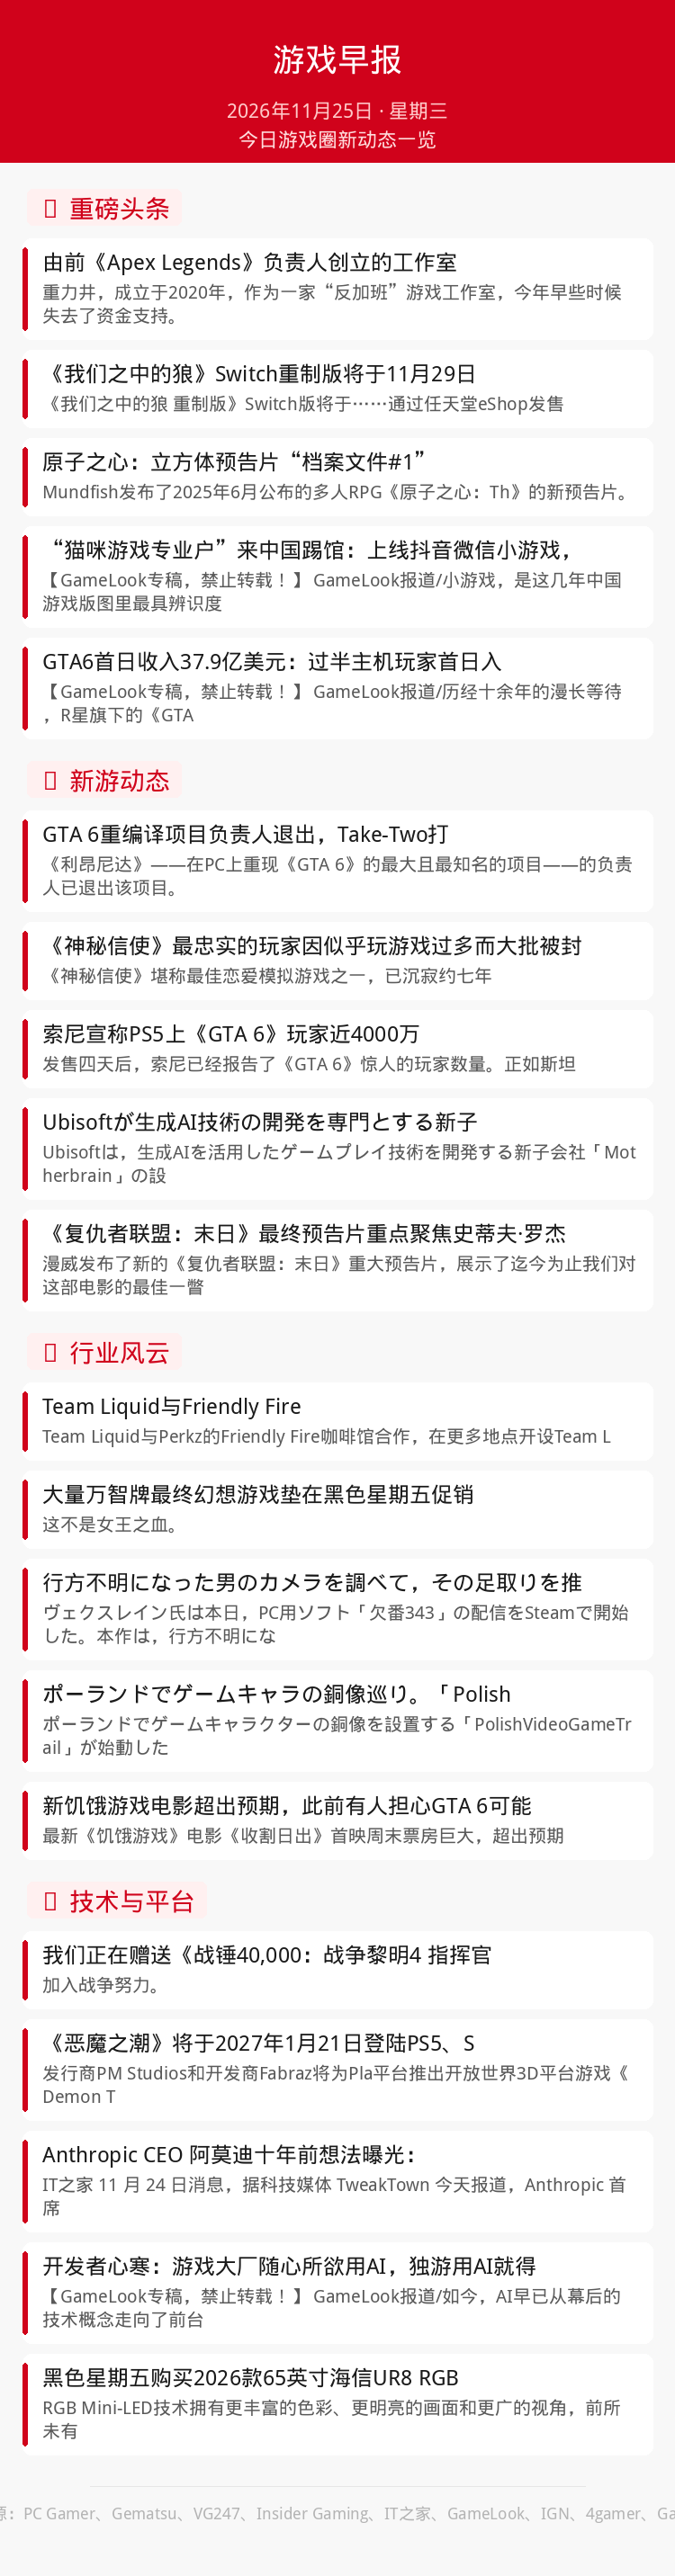 游戏早报
2026年11月25日 · 星期三
今日游戏圈新动态一览
重磅头条
由前《Apex Legends》负责人创立的工作室
重力井，成立于2020年，作为一家“反加班”游戏工作室，今年早些时候
失去了资金支持。
《我们之中的狼》Switch重制版将于11月29日
《我们之中的狼 重制版》Switch版将于……通过任天堂eShop发售
原子之心：立方体预告片“档案文件#1”
Mundfish发布了2025年6月公布的多人RPG《原子之心：Th》的新预告片。
“猫咪游戏专业户”来中国踢馆：上线抖音微信小游戏，
【GameLook专稿，禁止转载！】GameLook报道/小游戏，是这几年中国
游戏版图里最具辨识度
GTA6首日收入37.9亿美元：过半主机玩家首日入
【GameLook专稿，禁止转载！】GameLook报道/历经十余年的漫长等待
，R星旗下的《GTA
新游动态
GTA 6重编译项目负责人退出，Take-Two打
《利昂尼达》——在PC上重现《GTA 6》的最大且最知名的项目——的负责
人已退出该项目。
《神秘信使》最忠实的玩家因似乎玩游戏过多而大批被封
《神秘信使》堪称最佳恋爱模拟游戏之一，已沉寂约七年
索尼宣称PS5上《GTA 6》玩家近4000万
发售四天后，索尼已经报告了《GTA 6》惊人的玩家数量。正如斯坦
Ubisoftが生成AI技術の開発を専門とする新子
Ubisoftは，生成AIを活用したゲームプレイ技術を開発する新子会社「Mot
herbrain」の設
《复仇者联盟：末日》最终预告片重点聚焦史蒂夫·罗杰
漫威发布了新的《复仇者联盟：末日》重大预告片，展示了迄今为止我们对
这部电影的最佳一瞥
行业风云
Team Liquid与Friendly Fire
Team Liquid与Perkz的Friendly Fire咖啡馆合作，在更多地点开设Team L
大量万智牌最终幻想游戏垫在黑色星期五促销
这不是女王之血。
行方不明になった男のカメラを調べて，その足取りを推
ヴェクスレイン氏は本日，PC用ソフト「欠番343」の配信をSteamで開始
した。本作は，行方不明にな
ポーランドでゲームキャラの銅像巡り。「Polish
ポーランドでゲームキャラクターの銅像を設置する「PolishVideoGameTr
ail」が始動した
新饥饿游戏电影超出预期，此前有人担心GTA 6可能
最新《饥饿游戏》电影《收割日出》首映周末票房巨大，超出预期
技术与平台
我们正在赠送《战锤40,000：战争黎明4 指挥官
加入战争努力。
《恶魔之潮》将于2027年1月21日登陆PS5、S
发行商PM Studios和开发商Fabraz将为Pla平台推出开放世界3D平台游戏《
Demon T
Anthropic CEO 阿莫迪十年前想法曝光：
IT之家 11 月 24 日消息，据科技媒体 TweakTown 今天报道，Anthropic 首
席
开发者心寒：游戏大厂随心所欲用AI，独游用AI就得
【GameLook专稿，禁止转载！】GameLook报道/如今，AI早已从幕后的
技术概念走向了前台
黑色星期五购买2026款65英寸海信UR8 RGB
RGB Mini-LED技术拥有更丰富的色彩、更明亮的画面和更广的视角，前所
未有
源：PC Gamer、Gematsu、VG247、Insider Gaming、IT之家、GameLook、IGN、4gamer、Ga